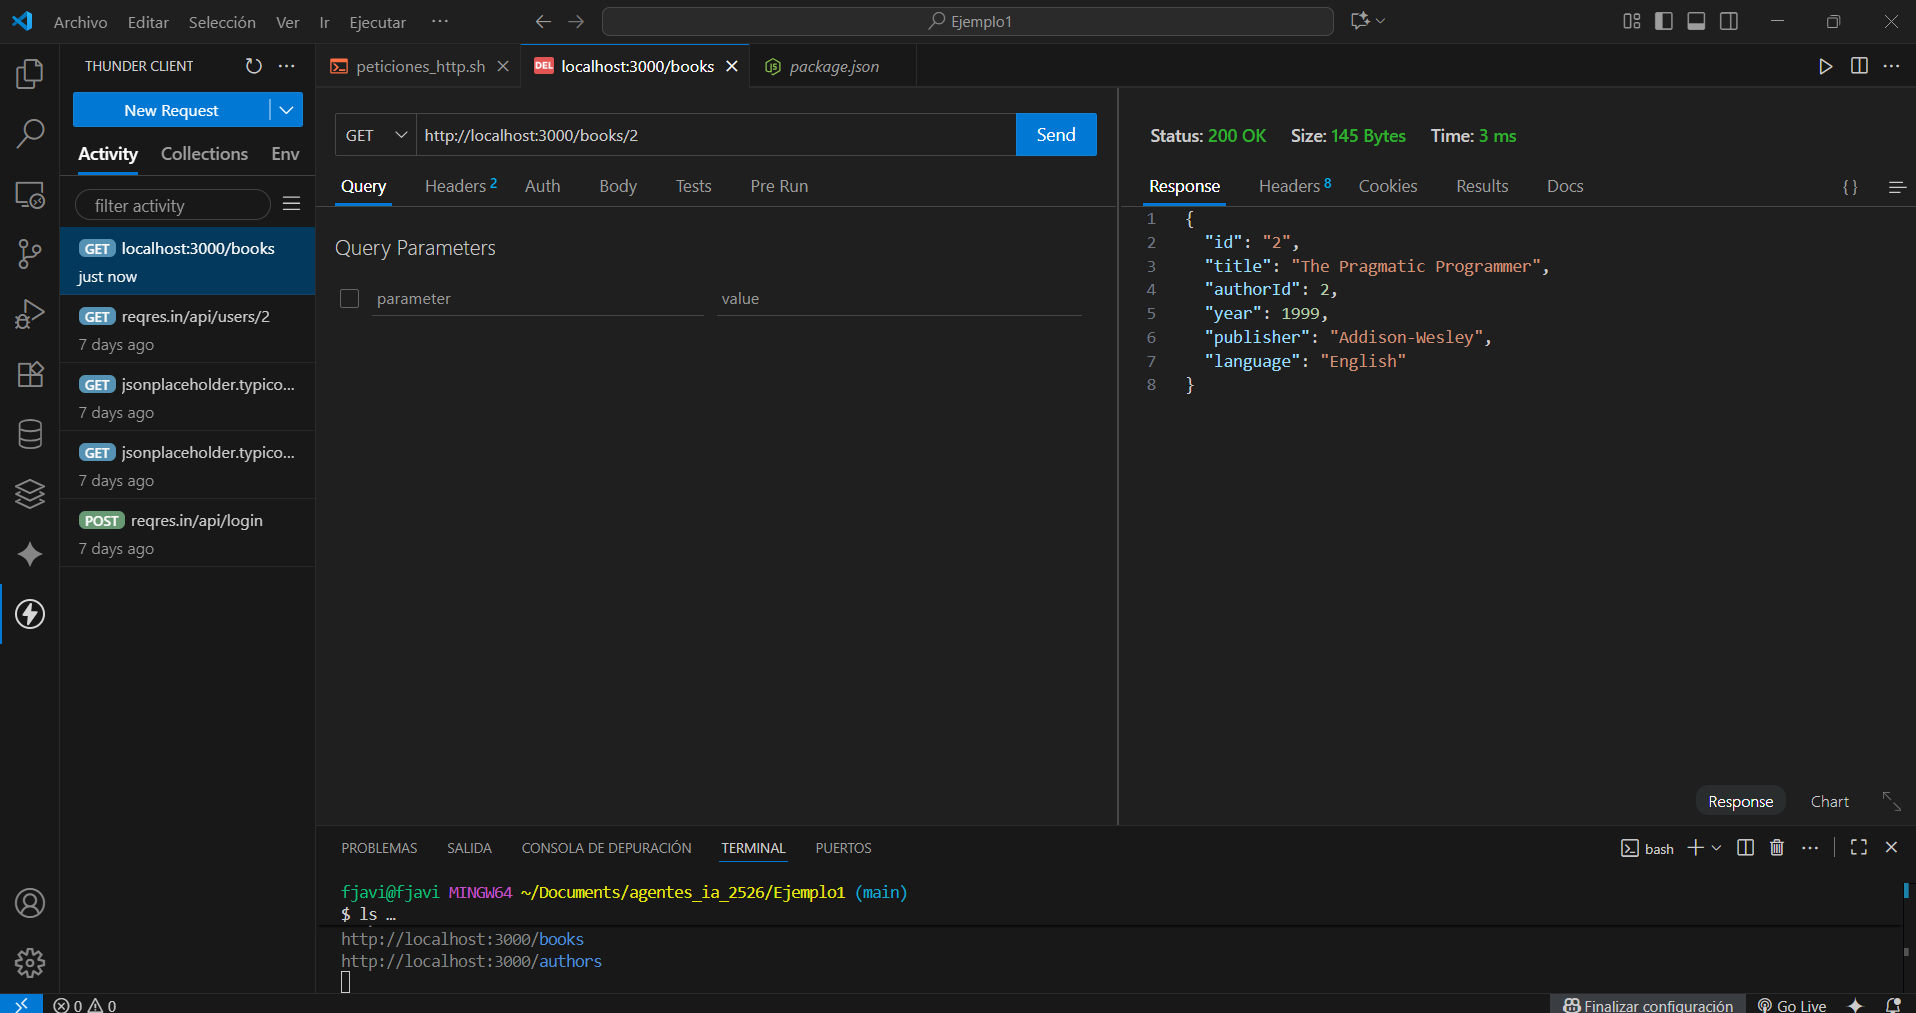 Archivo Editar Selección Ver Ir Ejecutar ··· Ejemplo1
THUNDER CLIENT
New Request
Activity Collections Env
filter activity
GET localhost:3000/books
just now
GET reqres.in/api/users/2
7 days ago
GET jsonplaceholder.typico...
7 days ago
GET jsonplaceholder.typico...
7 days ago
POST reqres.in/api/login
7 days ago
peticiones_http.sh
DEL localhost:3000/books
JS package.json
GET http://localhost:3000/books/2 Send
Query Headers 2 Auth Body Tests Pre Run
Query Parameters
parameter value
Status: 200 OK Size: 145 Bytes Time: 3 ms
Response Headers 8 Cookies Results Docs { }
1 {
2 "id": "2",
3 "title": "The Pragmatic Programmer",
4 "authorId": 2,
5 "year": 1999,
6 "publisher": "Addison-Wesley",
7 "language": "English"
8 }
Response Chart
PROBLEMAS SALIDA CONSOLA DE DEPURACIÓN TERMINAL PUERTOS
bash
fjavi@fjavi MINGW64 ~/Documents/agentes_ia_2526/Ejemplo1 (main)
$ ls …
http://localhost:3000/books
http://localhost:3000/authors
0 0 Finalizar configuración Go Live